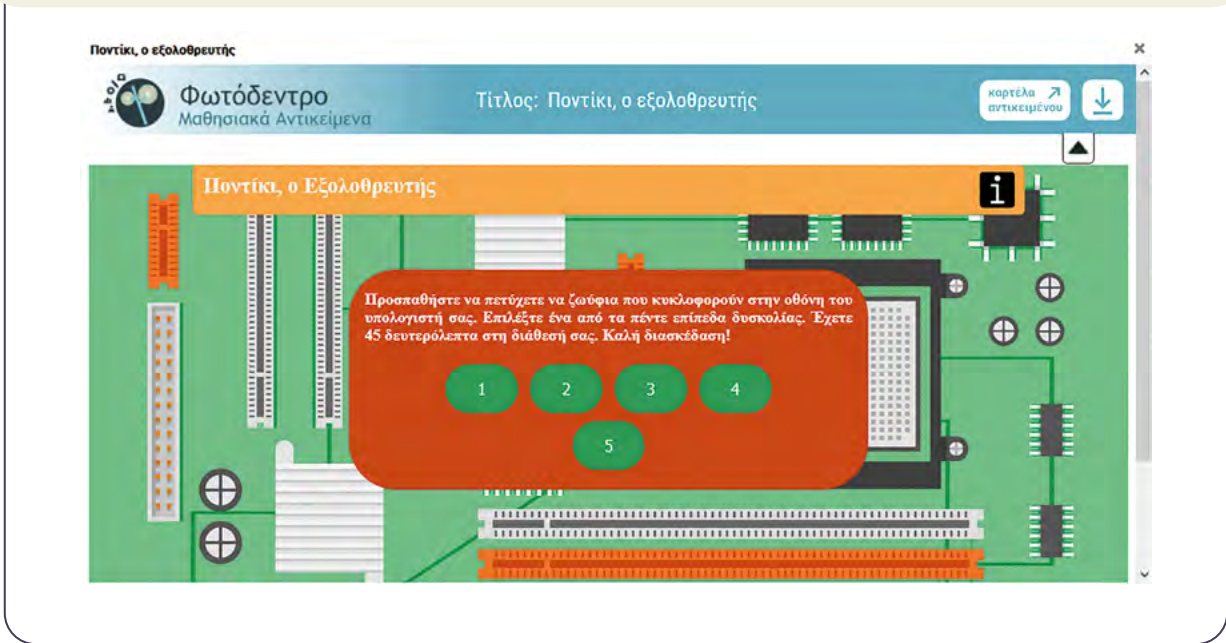 Ποντίκι, ο εξολοθρευτής
Φωτόδεντρο
Μαθησιακά Αντικείμενα
Τίτλος: Ποντίκι, ο εξολοθρευτής
καρτέλα
αντικειμένου
Ποντίκι, ο Εξολοθρευτής
i
Προσπαθήστε να πετύχετε να ζωύφια που κυκλοφορούν στην οθόνη του
υπολογιστή σας. Επιλέξτε ένα από τα πέντε επίπεδα δυσκολίας. Έχετε
45 δευτερόλεπτα στη διάθεσή σας. Καλή διασκέδαση!
1 2 3 4
5